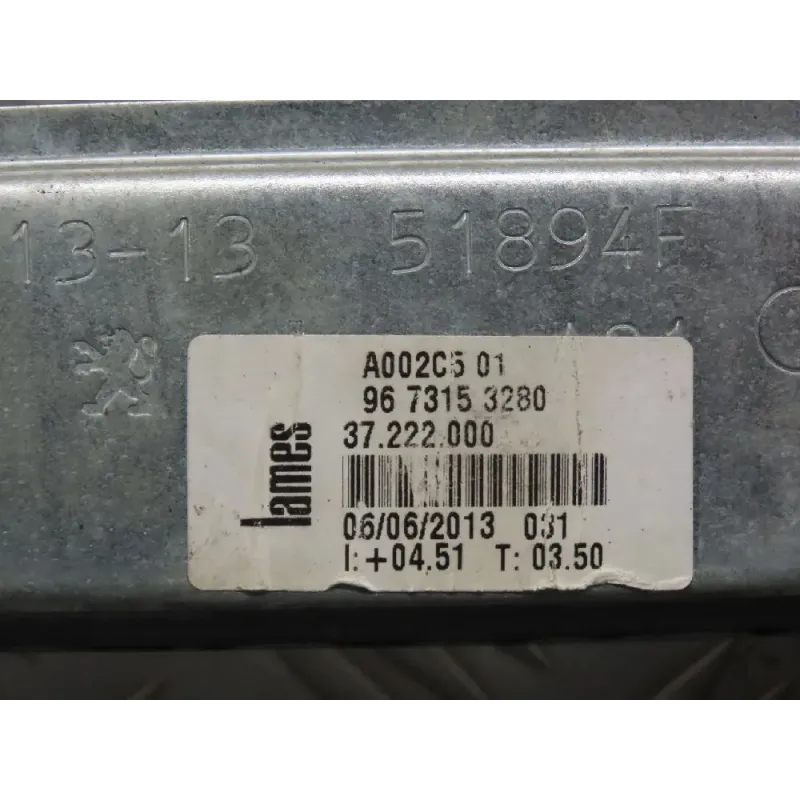 13-13 51894F
A002C5 01
96 7315 3280
37.222.000
lames
06/06/2013 031
I: +04.51 T: 03.50